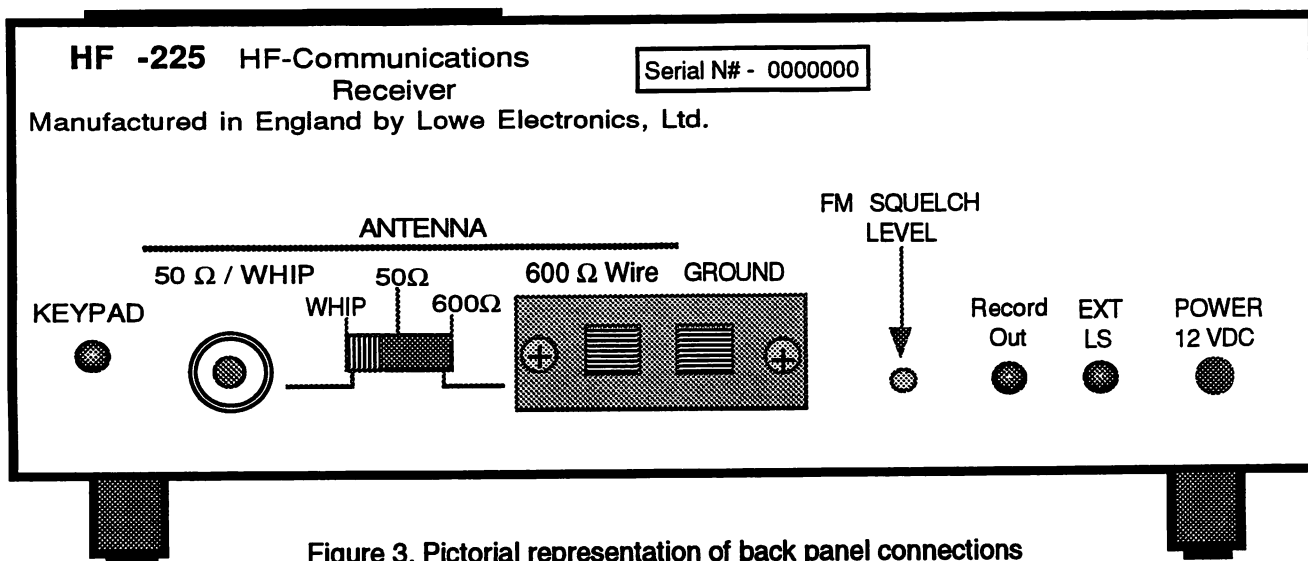 HF -225 HF-Communications
Receiver
Serial N# - 0000000
Manufactured in England by Lowe Electronics, Ltd.
FM SQUELCH
LEVEL
ANTENNA
50 Ω / WHIP
50Ω
600 Ω Wire
GROUND
KEYPAD
WHIP
600Ω
Record
Out
EXT
LS
POWER
12 VDC
Figure 3. Pictorial representation of back panel connections